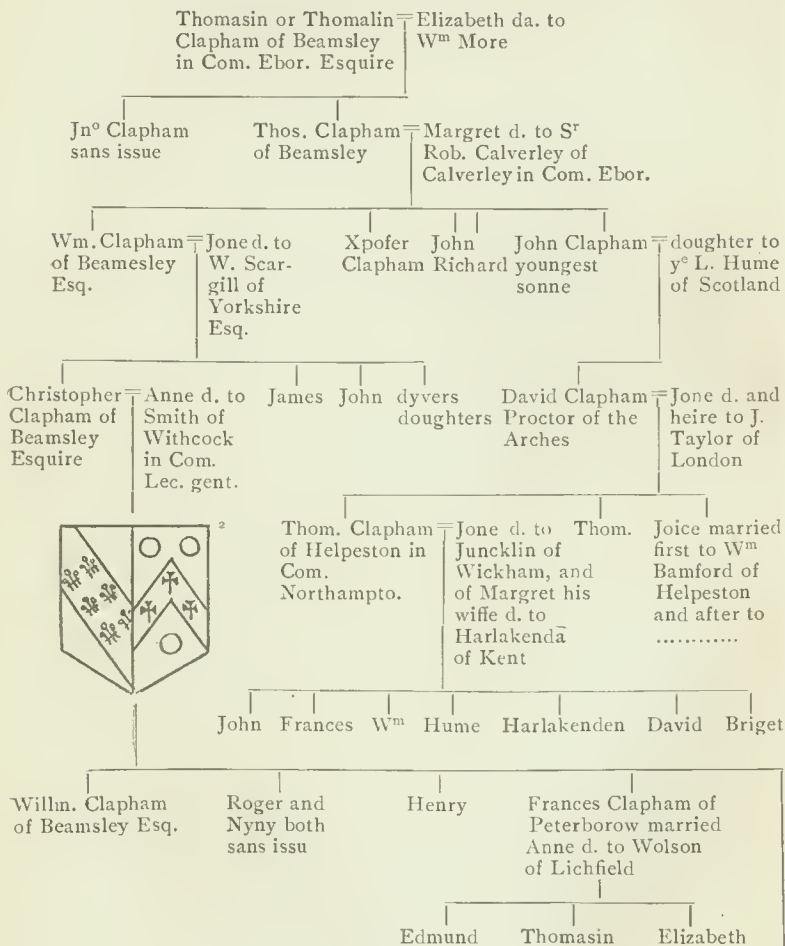 Thomasin or Thomalin
Clapham of Beamsley
in Com. Ebor. Esquire
Elizabeth da. to
Wᵐ More
Jnº Clapham
sans issue
Thos. Clapham
of Beamsley
Margret d. to Sʳ
Rob. Calverley of
Calverley in Com. Ebor.
Wm. Clapham
of Beamesley
Esq.
Jone d. to
W. Scar-
gill of
Yorkshire
Esq.
Xpofer
Clapham
John
Richard
John Clapham
youngest
sonne
doughter to
yᵉ L. Hume
of Scotland
Christopher
Clapham of
Beamsley
Esquire
Anne d. to
Smith of
Withcock
in Com.
Lec. gent.
James
John
dyvers
doughters
David Clapham
Proctor of the
Arches
Jone d. and
heire to J.
Taylor of
London
2
Thom. Clapham
of Helpeston in
Com.
Northampto.
Jone d. to
Juncklin of
Wickham, and
of Margret his
wiffe d. to
Harlakendā
of Kent
Thom.
Joice married
first to Wᵐ
Bamford of
Helpeston
and after to
............
John Frances Wᵐ Hume Harlakenden David Briget
Willm. Clapham
of Beamsley Esq.
Roger and
Nyny both
sans issu
Henry
Frances Clapham of
Peterborow married
Anne d. to Wolson
of Lichfield
Edmund Thomasin Elizabeth